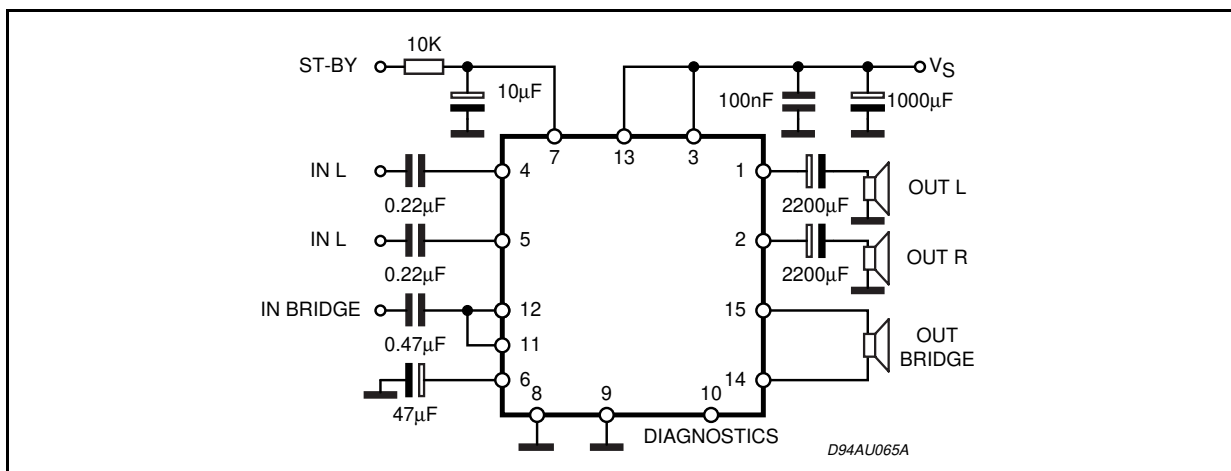 10K
ST-BY
10μF
VS
100nF
1000μF
7
13
3
IN L
0.22μF
4
1
2200μF
OUT L
IN L
0.22μF
5
2
2200μF
OUT R
IN BRIDGE
0.47μF
12
11
15
14
OUT
BRIDGE
47μF
6
8
9
10
DIAGNOSTICS
D94AU065A